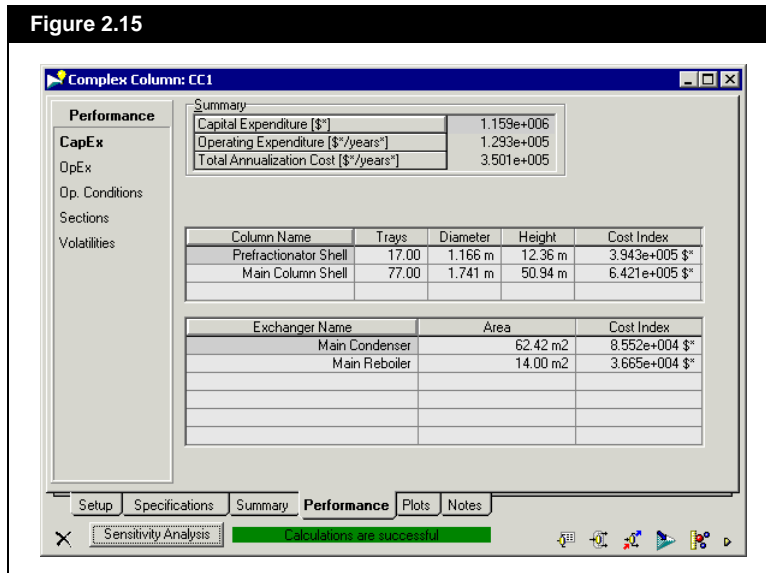 Figure 2.15
Complex Column: CC1
Performance
CapEx
OpEx
Op. Conditions
Sections
Volatilities
Summary
Capital Expenditure [$*] 1.159e+006
Operating Expenditure [$*/years*] 1.293e+005
Total Annualization Cost [$*/years*] 3.501e+005
Column Name Trays Diameter Height Cost Index
Prefractionator Shell 17.00 1.166 m 12.36 m 3.943e+005 $*
Main Column Shell 77.00 1.741 m 50.94 m 6.421e+005 $*
Exchanger Name Area Cost Index
Main Condenser 62.42 m2 8.552e+004 $*
Main Reboiler 14.00 m2 3.665e+004 $*
Setup Specifications Summary Performance Plots Notes
Sensitivity Analysis Calculations are successful